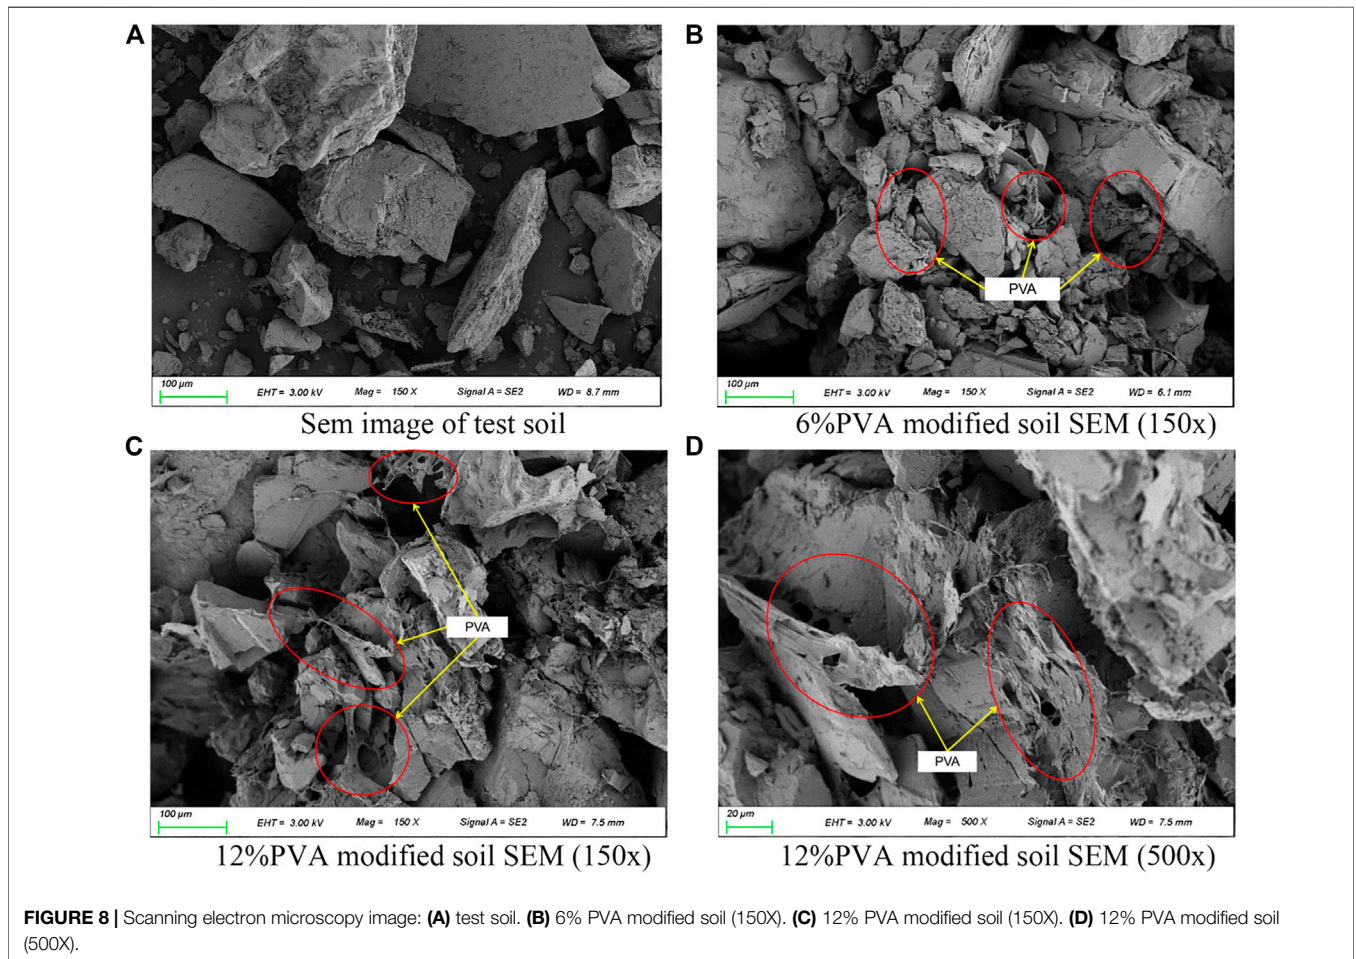 A
100 µm
EHT = 3.00 kV Mag = 150 X Signal A = SE2 WD = 8.7 mm
Sem image of test soil
B
PVA
100 µm
EHT = 3.00 kV Mag = 150 X Signal A = SE2 WD = 6.1 mm
6%PVA modified soil SEM (150x)
C
PVA
100 µm
EHT = 3.00 kV Mag = 150 X Signal A = SE2 WD = 7.5 mm
12%PVA modified soil SEM (150x)
D
PVA
20 µm
EHT = 3.00 kV Mag = 500 X Signal A = SE2 WD = 7.5 mm
12%PVA modified soil SEM (500x)
FIGURE 8 | Scanning electron microscopy image: (A) test soil. (B) 6% PVA modified soil (150X). (C) 12% PVA modified soil (150X). (D) 12% PVA modified soil
(500X).